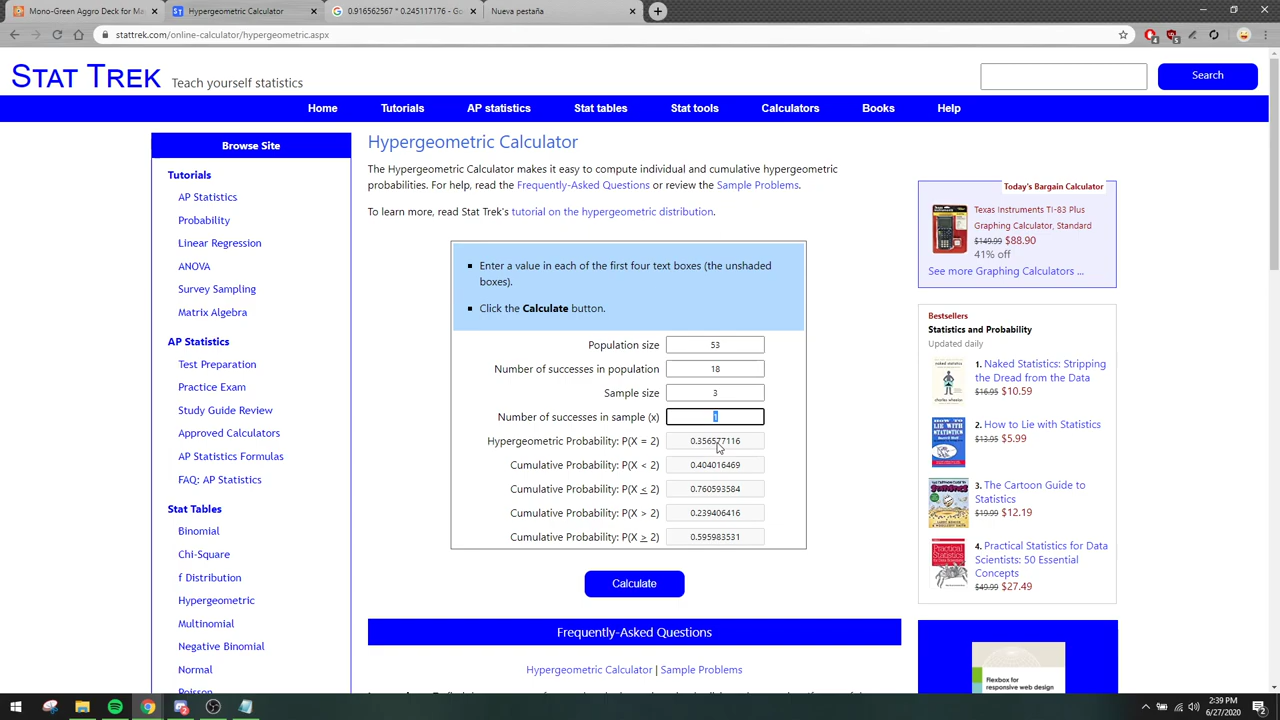 Mono-Green Aggro Deck for Ma
Hypergeometric Calculator
0.916562567 * 0.245117176 - Go
Nueva pestaña
stattrek.com/online-calculator/hypergeometric.aspx
STAT TREK Teach yourself statistics
Search
Home Tutorials AP statistics Stat tables Stat tools Calculators Books Help
Browse Site
Tutorials
AP Statistics
Probability
Linear Regression
ANOVA
Survey Sampling
Matrix Algebra
AP Statistics
Test Preparation
Practice Exam
Study Guide Review
Approved Calculators
AP Statistics Formulas
FAQ: AP Statistics
Stat Tables
Binomial
Chi-Square
f Distribution
Hypergeometric
Multinomial
Negative Binomial
Normal
Poisson
Hypergeometric Calculator
The Hypergeometric Calculator makes it easy to compute individual and cumulative hypergeometric
probabilities. For help, read the Frequently-Asked Questions or review the Sample Problems.
To learn more, read Stat Trek's tutorial on the hypergeometric distribution.
Enter a value in each of the first four text boxes (the unshaded
boxes).
Click the Calculate button.
Population size 53
Number of successes in population 18
Sample size 3
Number of successes in sample (x) 1
Hypergeometric Probability: P(X = 2) 0.356577116
Cumulative Probability: P(X < 2) 0.404016469
Cumulative Probability: P(X ≤ 2) 0.760593584
Cumulative Probability: P(X > 2) 0.239406416
Cumulative Probability: P(X ≥ 2) 0.595983531
Calculate
Frequently-Asked Questions
Hypergeometric Calculator | Sample Problems
Today's Bargain Calculator
Texas Instruments TI-83 Plus
Graphing Calculator, Standard
$149.99 $88.90
41% off
See more Graphing Calculators ...
Bestsellers
Statistics and Probability
Updated daily
1. Naked Statistics: Stripping
the Dread from the Data
$16.95 $10.59
2. How to Lie with Statistics
$13.95 $5.99
3. The Cartoon Guide to
Statistics
$19.99 $12.19
4. Practical Statistics for Data
Scientists: 50 Essential
Concepts
$49.99 $27.49
Flexbox for
responsive web design
2:39 PM
6/27/2020